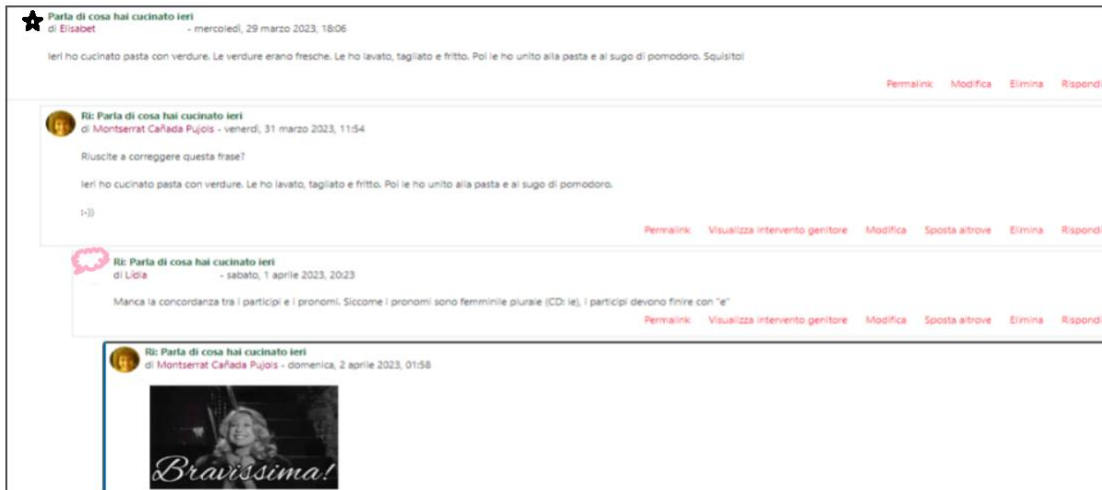 Parla di cosa hai cucinato ieri
di Elisabet - mercoledì, 29 marzo 2023, 18:06
Ieri ho cucinato pasta con verdure. Le verdure erano fresche. Le ho lavato, tagliato e fritto. Poi le ho unito alla pasta e al sugo di pomodoro. Squisito!
Permalink Modifica Elimina Rispondi
Ri: Parla di cosa hai cucinato ieri
di Montserrat Cañada Pujols - venerdì, 31 marzo 2023, 11:54
Riuscite a correggere questa frase?
Ieri ho cucinato pasta con verdure. Le ho lavato, tagliato e fritto. Poi le ho unito alla pasta e al sugo di pomodoro.
:-))
Permalink Visualizza intervento genitore Modifica Sposta altrove Elimina Rispondi
Ri: Parla di cosa hai cucinato ieri
di Lídia - sabato, 1 aprile 2023, 20:23
Manca la concordanza tra i participi e i pronomi. Siccome i pronomi sono femminile plurale (CD: le), i participi devono finire con "e"
Permalink Visualizza intervento genitore Modifica Sposta altrove Elimina Rispondi
Ri: Parla di cosa hai cucinato ieri
di Montserrat Cañada Pujols - domenica, 2 aprile 2023, 01:58
Bravissima!